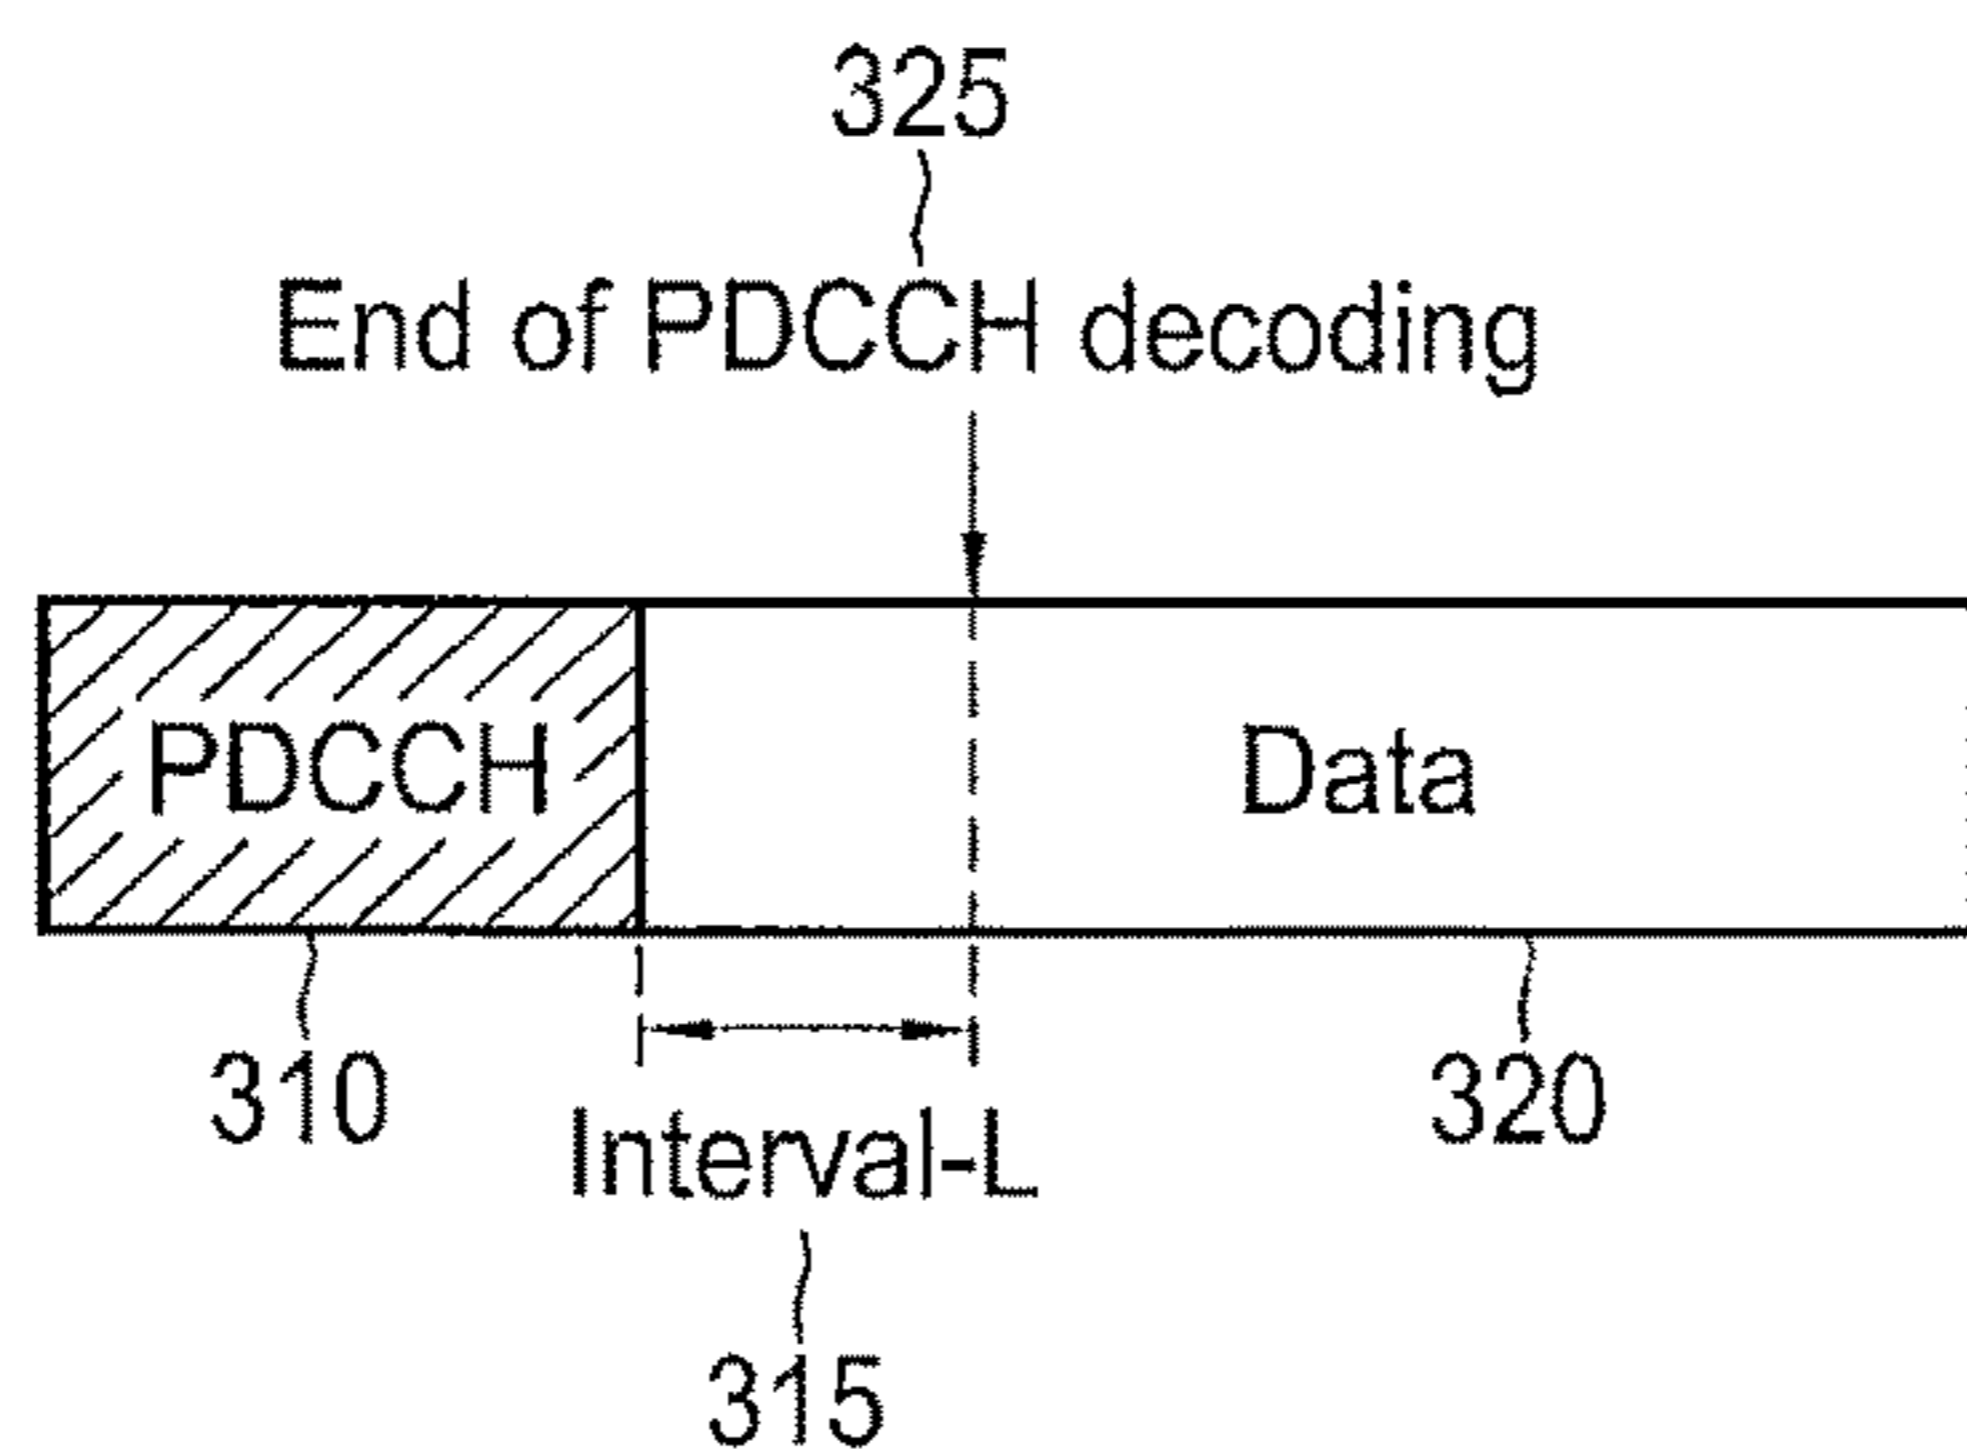 325
End of PDCCH decoding
PDCCH
Data
310
320
Interval-L
315